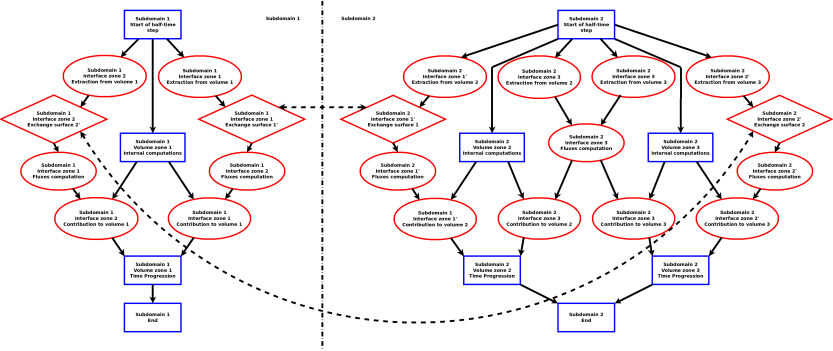 Subdomain 1
Subdomain 2
Subdomain 1
Start of half-time
step
Subdomain 2
Start of half-time
step
Subdomain 1
Interface zone 2
Extraction from volume 1
Subdomain 1
Interface zone 1
Extraction from volume 1
Subdomain 2
Interface zone 1'
Extraction from volume 2
Subdomain 2
Interface zone 3
Extraction from volume 2
Subdomain 2
Interface zone 3
Extraction from volume 3
Subdomain 2
Interface zone 2'
Extraction from volume 3
Subdomain 1
Interface zone 2
Exchange surface 2'
Subdomain 1
Interface zone 1
Exchange surface 1'
Subdomain 2
Interface zone 1'
Exchange surface 1
Subdomain 2
Interface zone 2'
Exchange surface 2
Subdomain 1
Volume zone 1
Internal computations
Subdomain 2
Volume zone 2
Internal computations
Subdomain 2
Interface zone 3
Fluxes computation
Subdomain 2
Volume zone 3
Internal computations
Subdomain 1
Interface zone 1
Fluxes computation
Subdomain 1
Interface zone 2
Fluxes computation
Subdomain 2
Interface zone 1'
Fluxes computation
Subdomain 2
Interface zone 2'
Fluxes computation
Subdomain 1
Interface zone 2
Contribution to volume 1
Subdomain 1
Interface zone 1
Contribution to volume 1
Subdomain 2
Interface zone 1'
Contribution to volume 2
Subdomain 2
Interface zone 3
Contribution to volume 2
Subdomain 2
Interface zone 3
Contribution to volume 3
Subdomain 2
Interface zone 2'
Contribution to volume 3
Subdomain 1
Volume zone 1
Time Progression
Subdomain 2
Volume zone 2
Time Progression
Subdomain 2
Volume zone 3
Time Progression
Subdomain 1
End
Subdomain 2
End